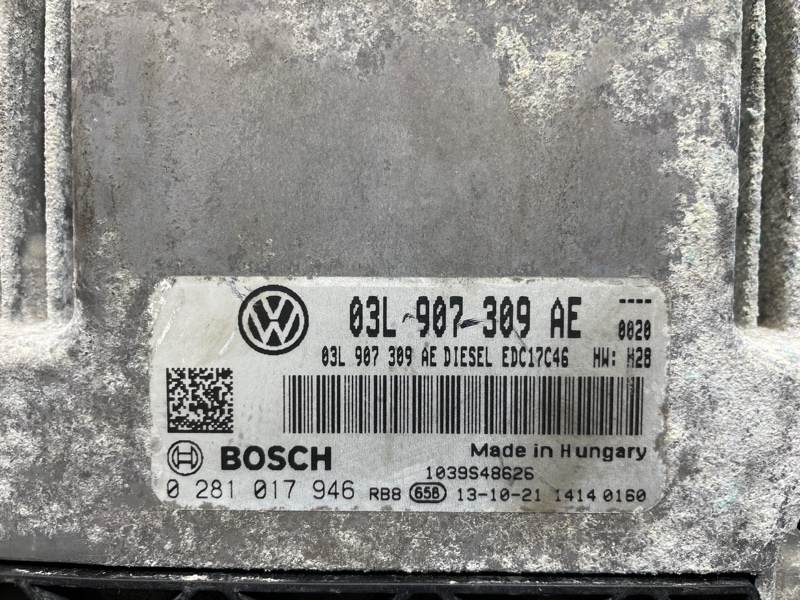 03L 907 309 AE ----
0020
03L 907 309 AE DIESEL EDC17C46 HW: H28
BOSCH Made in Hungary
1039S48626
0 281 017 946 RB8 658 13-10-21 1414 0160